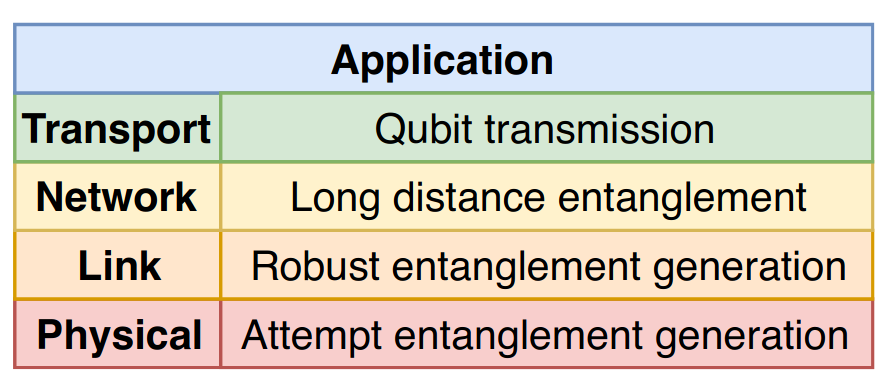 Application
Transport Qubit transmission
Network Long distance entanglement
Link Robust entanglement generation
Physical Attempt entanglement generation